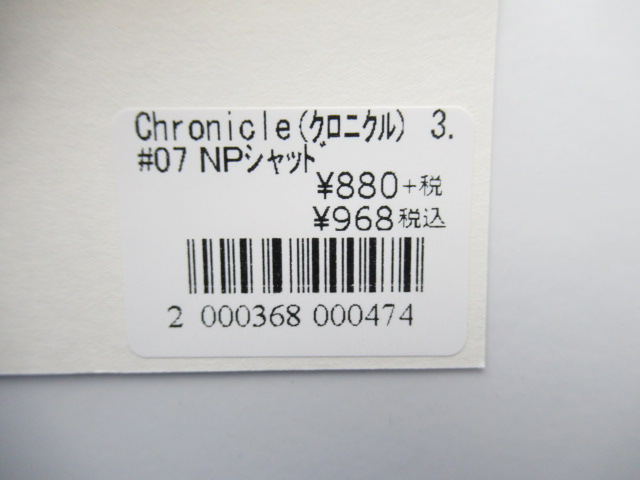 Chronicle(クロニクル) 3.
#07 NPシャッド
¥880+税
¥968税込
2 000368 000474